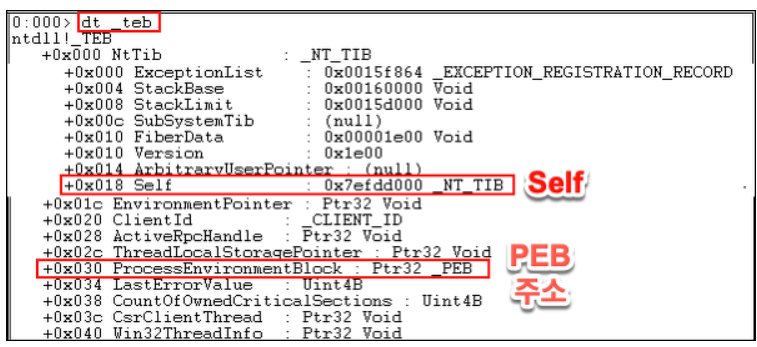 0:000> dt _teb
ntdll!_TEB
+0x000 NtTib : _NT_TIB
+0x000 ExceptionList : 0x0015f864 _EXCEPTION_REGISTRATION_RECORD
+0x004 StackBase : 0x00160000 Void
+0x008 StackLimit : 0x0015d000 Void
+0x00c SubSystemTib : (null)
+0x010 FiberData : 0x00001e00 Void
+0x010 Version : 0x1e00
+0x014 ArbitraryUserPointer : (null)
+0x018 Self : 0x7efdd000 _NT_TIB Self
+0x01c EnvironmentPointer : Ptr32 Void
+0x020 ClientId : _CLIENT_ID
+0x028 ActiveRpcHandle : Ptr32 Void
+0x02c ThreadLocalStoragePointer : Ptr32 Void
+0x030 ProcessEnvironmentBlock : Ptr32 _PEB
PEB
주소
+0x034 LastErrorValue : Uint4B
+0x038 CountOfOwnedCriticalSections : Uint4B
+0x03c CsrClientThread : Ptr32 Void
+0x040 Win32ThreadInfo : Ptr32 Void